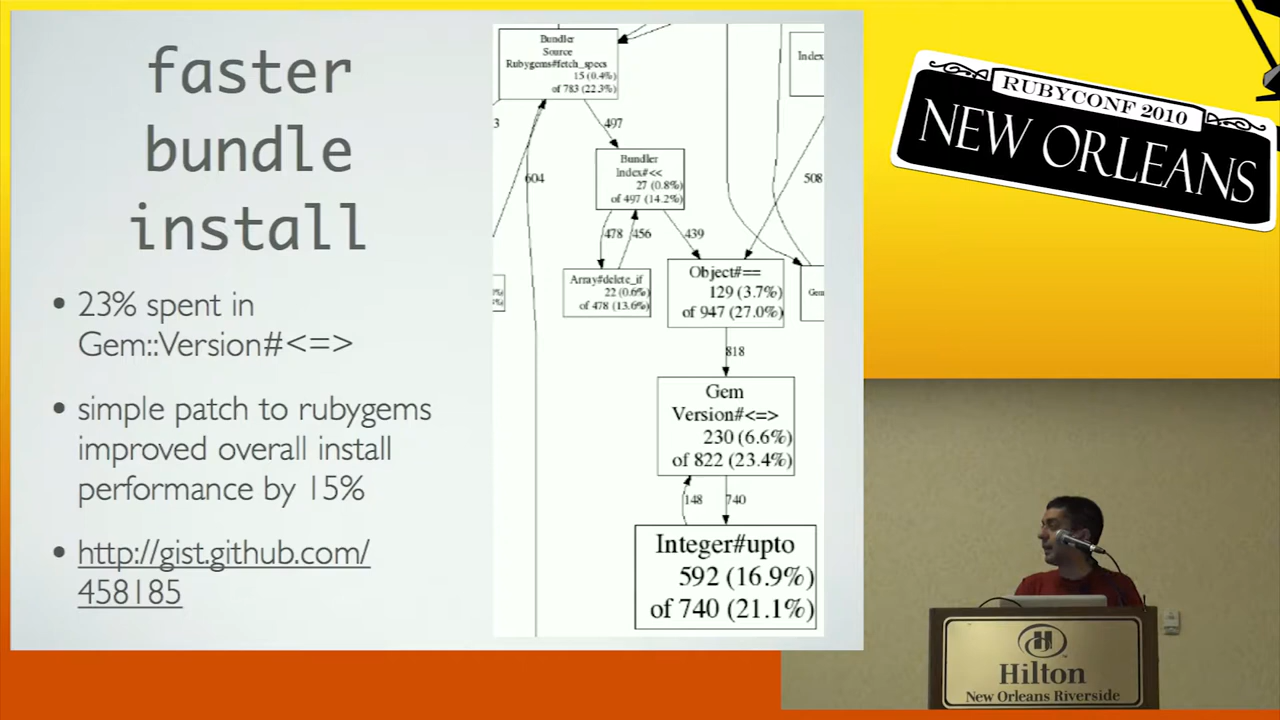 faster
bundle
install
• 23% spent in
Gem::Version#<=>
• simple patch to rubygems
improved overall install
performance by 15%
• http://gist.github.com/
458185
Bundler
Source
Rubygems#fetch_specs
15 (0.4%)
of 783 (22.3%)
Index
3
497
604
Bundler
Index#<<
27 (0.8%)
of 497 (14.2%)
508
478
456
439
Array#delete_if
22 (0.6%)
of 478 (13.6%)
Object#==
129 (3.7%)
of 947 (27.0%)
Gem
818
Gem
Version#<=>
230 (6.6%)
of 822 (23.4%)
148
740
Integer#upto
592 (16.9%)
of 740 (21.1%)
RUBYCONF 2010
NEW ORLEANS
H
Hilton
New Orleans Riverside